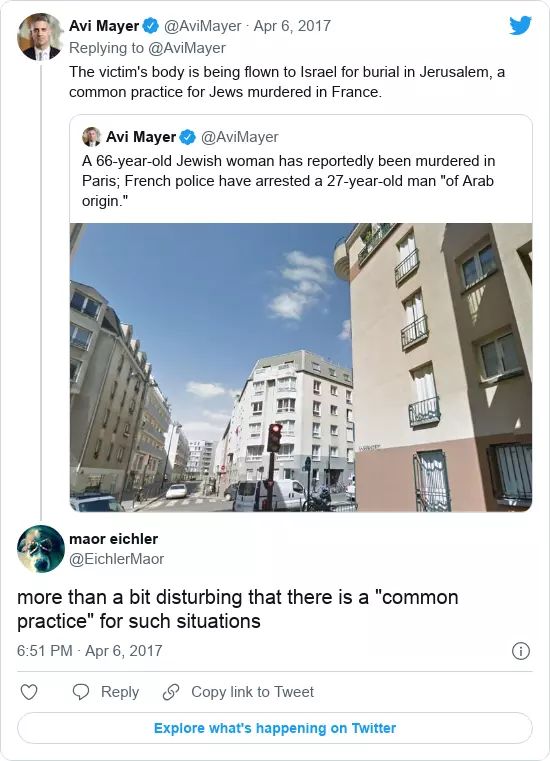 Avi Mayer @AviMayer · Apr 6, 2017
Replying to @AviMayer
The victim's body is being flown to Israel for burial in Jerusalem, a
common practice for Jews murdered in France.
Avi Mayer @AviMayer
A 66-year-old Jewish woman has reportedly been murdered in
Paris; French police have arrested a 27-year-old man "of Arab
origin."
maor eichler
@EichlerMaor
more than a bit disturbing that there is a "common
practice" for such situations
6:51 PM · Apr 6, 2017
Reply
Copy link to Tweet
Explore what's happening on Twitter